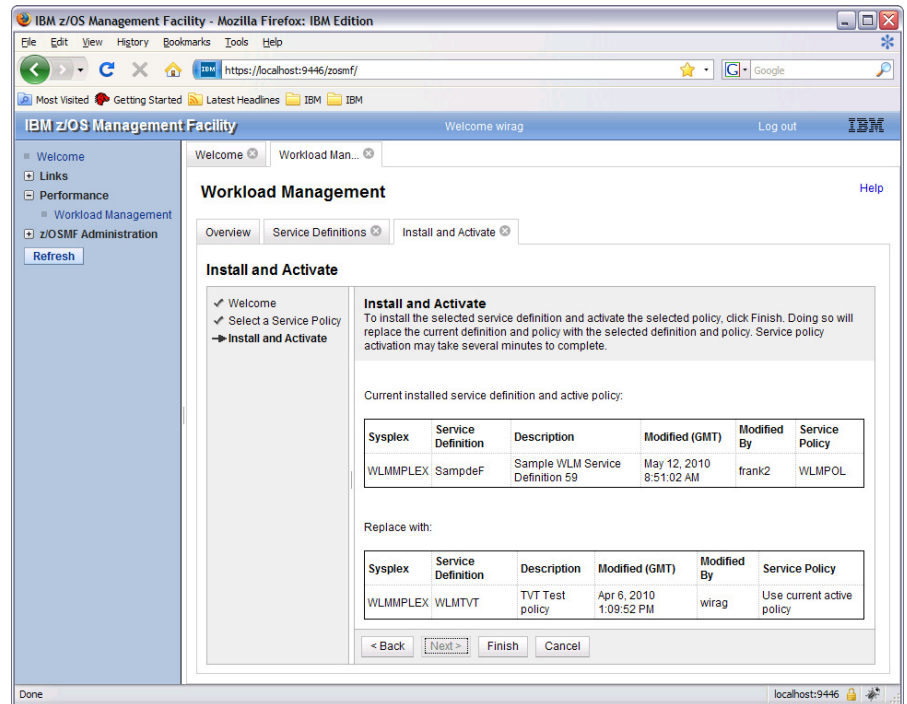 IBM z/OS Management Facility - Mozilla Firefox: IBM Edition
File Edit View History Bookmarks Tools Help
IBM https://localhost:9446/zosmf/ G Google
Most Visited Getting Started Latest Headlines IBM IBM
IBM z/OS Management Facility Welcome wirag Log out IBM
Welcome
Links
Performance
Workload Management
z/OSMF Administration
Refresh
Welcome Workload Man...
Workload Management Help
Overview Service Definitions Install and Activate
Install and Activate
Welcome
Select a Service Policy
Install and Activate
Install and Activate
To install the selected service definition and activate the selected policy, click Finish. Doing so will
replace the current definition and policy with the selected definition and policy. Service policy
activation may take several minutes to complete.
Current installed service definition and active policy:
Sysplex Service Definition Description Modified (GMT) Modified By Service Policy
WLMMPLEX SampdeF Sample WLM Service Definition 59 May 12, 2010 8:51:02 AM frank2 WLMPOL
Replace with:
Sysplex Service Definition Description Modified (GMT) Modified By Service Policy
WLMMPLEX WLMTVT TVT Test policy Apr 6, 2010 1:09:52 PM wirag Use current active policy
< Back Next > Finish Cancel
Done localhost:9446